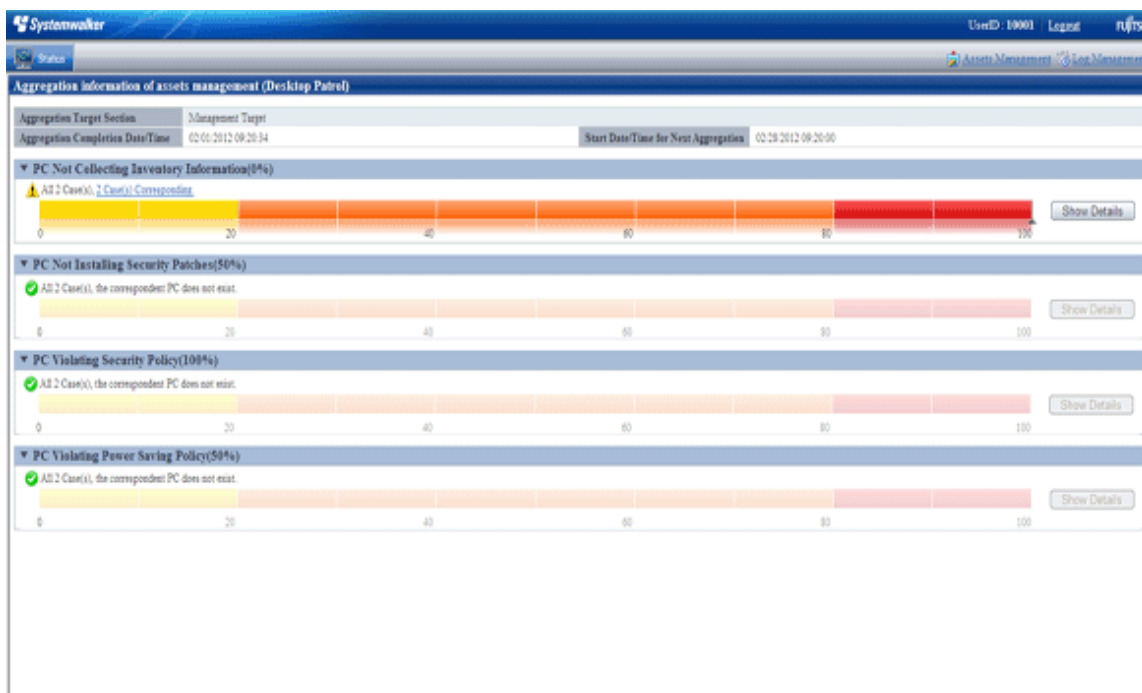 Systemwalker
UserID : 10001 Logout
Status
Assets Management Log Managemen
Aggregation information of assets management (Desktop Patrol)
Aggregation Target Section Management Target
Aggregation Completion Date/Time 02/01/2012 09:20:34 Start Date/Time for Next Aggregation 02/28/2012 09:20:00
▼ PC Not Collecting Inventory Information(0%)
All 2 Case(s), 2 Case(s) Corresponding.
Show Details
0 20 40 60 80 100
▼ PC Not Installing Security Patches(50%)
All 2 Case(s), the correspondent PC does not exist.
Show Details
0 20 40 60 80 100
▼ PC Violating Security Policy(100%)
All 2 Case(s), the correspondent PC does not exist.
Show Details
0 20 40 60 80 100
▼ PC Violating Power Saving Policy(50%)
All 2 Case(s), the correspondent PC does not exist.
Show Details
0 20 40 60 80 100